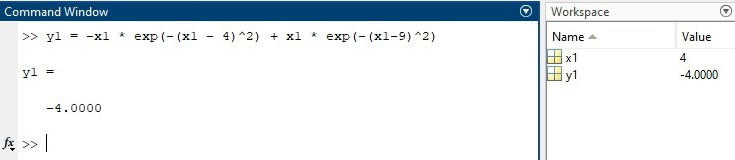 Command Window
>> y1 = -x1 * exp(-(x1 - 4)^2) + x1 * exp(-(x1-9)^2)
y1 =
-4.0000
fx >>
Workspace
Name Value
x1 4
y1 -4.0000